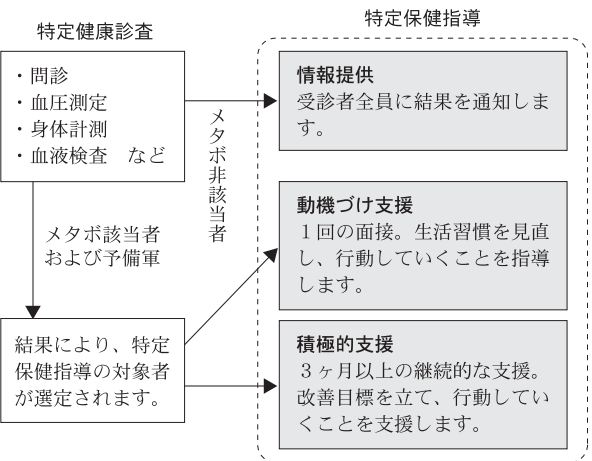 特定健康診査
・問診
・血圧測定
・身体計測
・血液検査　など
メタボ該当者
および予備軍
結果により、特定
保健指導の対象者
が選定されます。
メタボ非該当者
特定保健指導
情報提供
受診者全員に結果を通知しま
す。
動機づけ支援
１回の面接。生活習慣を見直
し、行動していくことを指導
します。
積極的支援
３ヶ月以上の継続的な支援。
改善目標を立て、行動してい
くことを支援します。